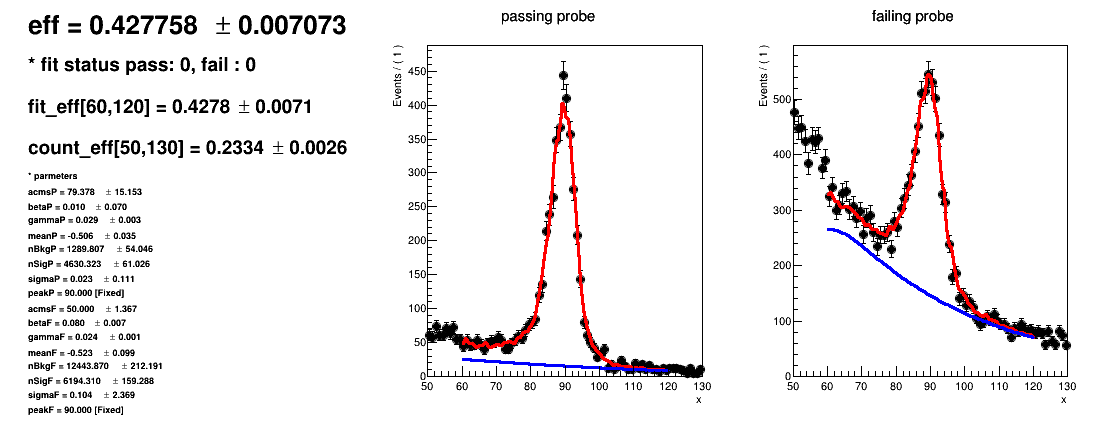 eff = 0.427758 ± 0.007073
* fit status pass: 0, fail : 0
fit_eff[60,120] = 0.4278 ± 0.0071
count_eff[50,130] = 0.2334 ± 0.0026
* parmeters
acmsP = 79.378 ± 15.153
betaP = 0.010 ± 0.070
gammaP = 0.029 ± 0.003
meanP = -0.506 ± 0.035
nBkgP = 1289.807 ± 54.046
nSigP = 4630.323 ± 61.026
sigmaP = 0.023 ± 0.111
peakP = 90.000 [Fixed]
acmsF = 50.000 ± 1.367
betaF = 0.080 ± 0.007
gammaF = 0.024 ± 0.001
meanF = -0.523 ± 0.099
nBkgF = 12443.870 ± 212.191
nSigF = 6194.310 ± 159.288
sigmaF = 0.104 ± 2.369
peakF = 90.000 [Fixed]
passing probe
Events / ( 1 )
450
400
350
300
250
200
150
100
50
0
50 60 70 80 90 100 110 120 130
x
failing probe
Events / ( 1 )
500
400
300
200
100
0
50 60 70 80 90 100 110 120 130
x